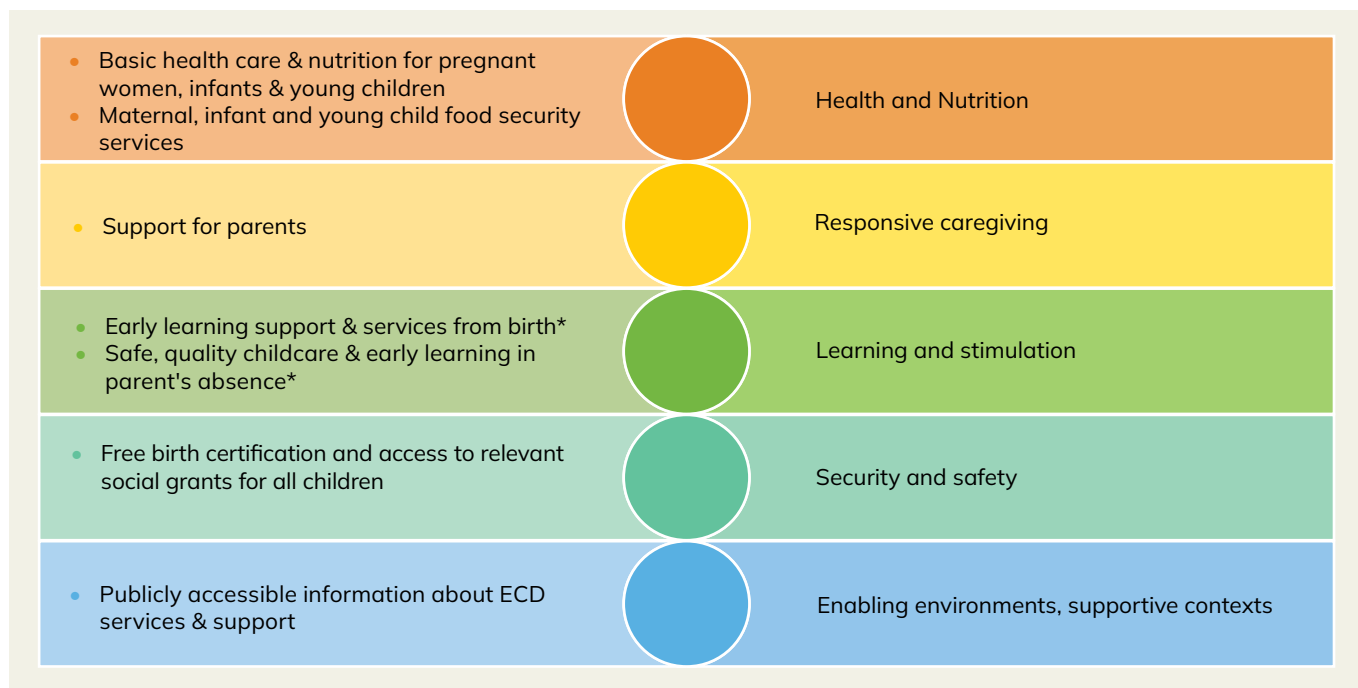 • Basic health care & nutrition for pregnant
women, infants & young children
• Maternal, infant and young child food security
services
Health and Nutrition
• Support for parents
Responsive caregiving
• Early learning support & services from birth*
• Safe, quality childcare & early learning in
parent's absence*
Learning and stimulation
• Free birth certification and access to relevant
social grants for all children
Security and safety
• Publicly accessible information about ECD
services & support
Enabling environments, supportive contexts